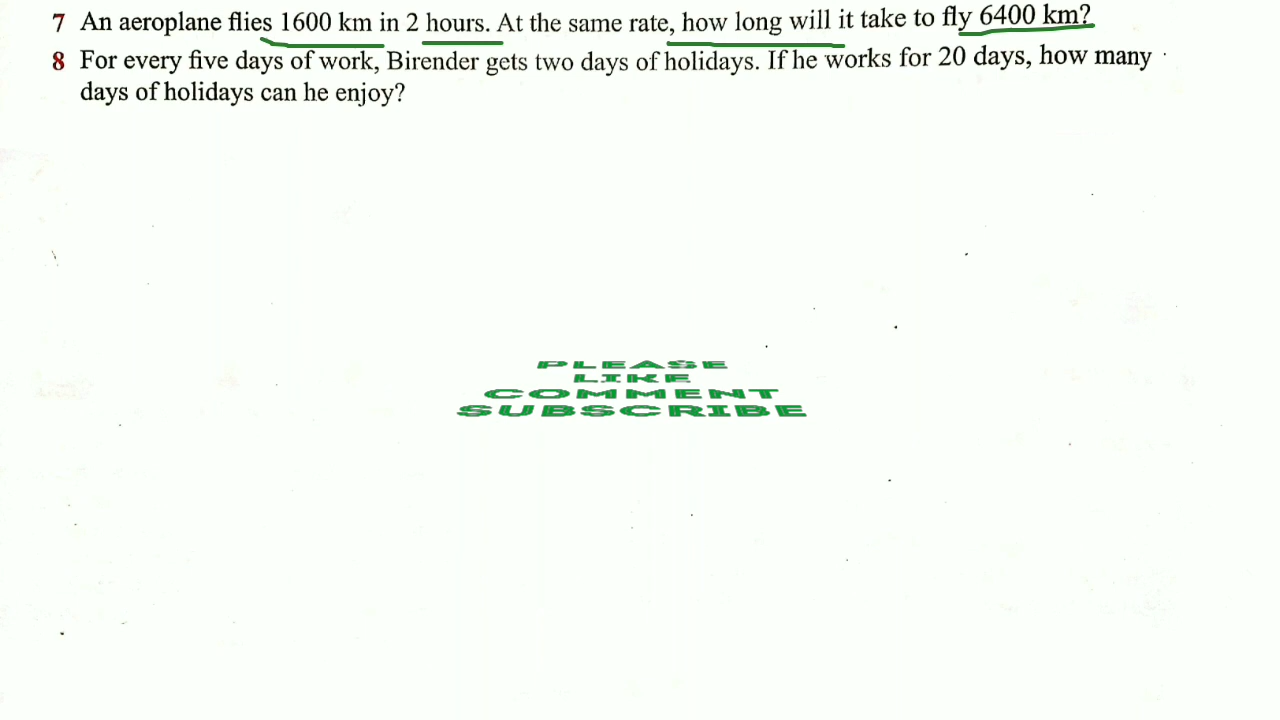 7 An aeroplane flies 1600 km in 2 hours. At the same rate, how long will it take to fly 6400 km?
8 For every five days of work, Birender gets two days of holidays. If he works for 20 days, how many
days of holidays can he enjoy?
PLEASE
LIKE
COMMENT
SUBSCRIBE